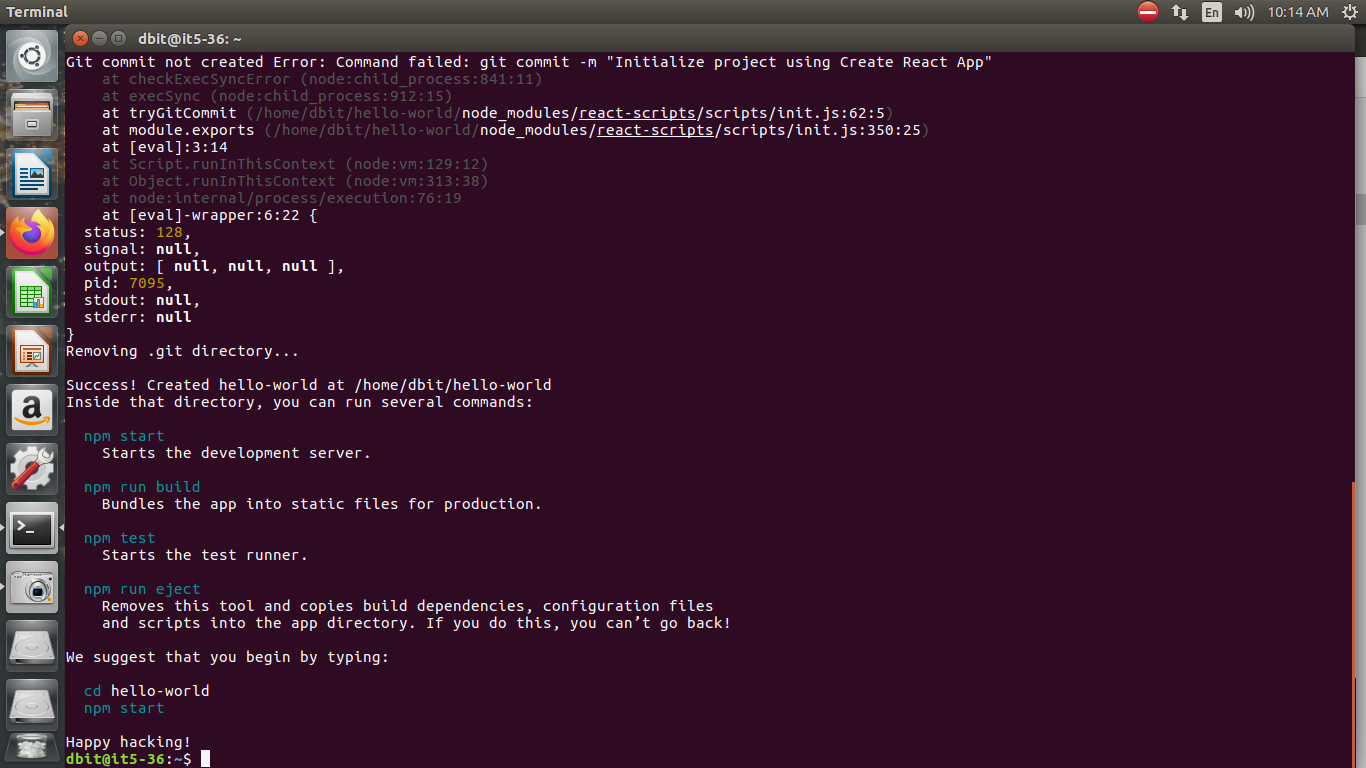 Terminal
En
10:14 AM
dbit@it5-36: ~
Git commit not created Error: Command failed: git commit -m "Initialize project using Create React App"
at checkExecSyncError (node:child_process:841:11)
at execSync (node:child_process:912:15)
at tryGitCommit (/home/dbit/hello-world/node_modules/react-scripts/scripts/init.js:62:5)
at module.exports (/home/dbit/hello-world/node_modules/react-scripts/scripts/init.js:350:25)
at [eval]:3:14
at Script.runInThisContext (node:vm:129:12)
at Object.runInThisContext (node:vm:313:38)
at node:internal/process/execution:76:19
at [eval]-wrapper:6:22 {
status: 128,
signal: null,
output: [ null, null, null ],
pid: 7095,
stdout: null,
stderr: null
}
Removing .git directory...
Success! Created hello-world at /home/dbit/hello-world
Inside that directory, you can run several commands:
npm start
Starts the development server.
npm run build
Bundles the app into static files for production.
npm test
Starts the test runner.
npm run eject
Removes this tool and copies build dependencies, configuration files
and scripts into the app directory. If you do this, you can’t go back!
We suggest that you begin by typing:
cd hello-world
npm start
Happy hacking!
dbit@it5-36:~$